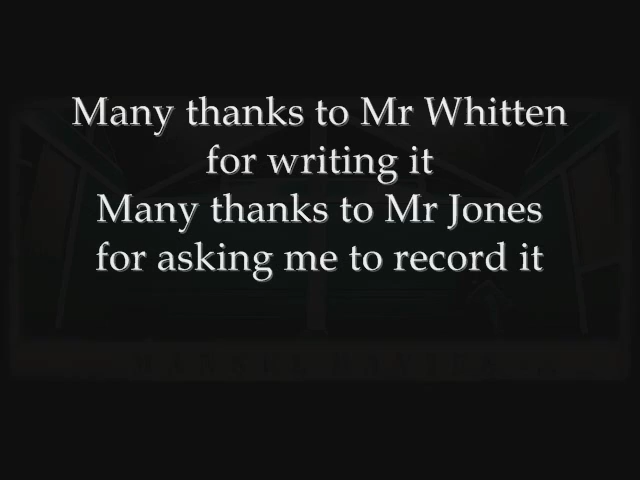 Many thanks to Mr Whitten
for writing it
Many thanks to Mr Jones
for asking me to record it